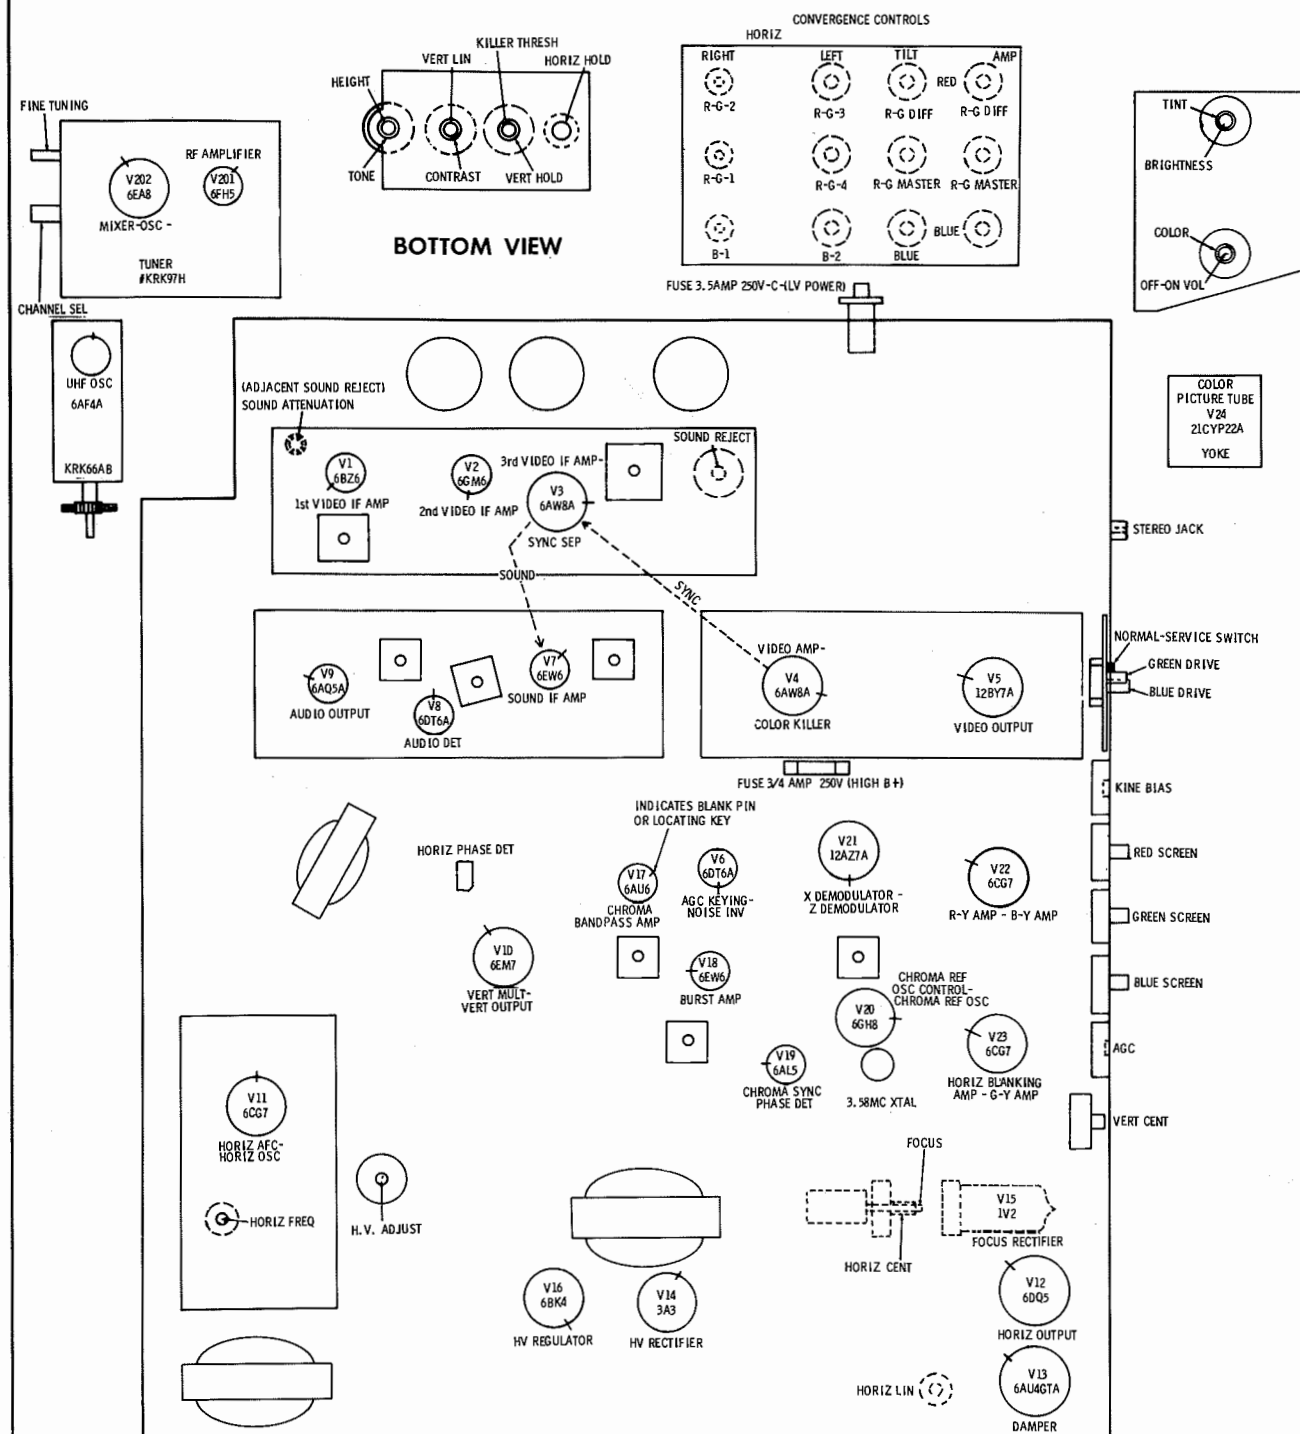 CONVERGENCE CONTROLS
HORIZ
RIGHT
LEFT
TILT
AMP
RED
R-G-2
R-G-3
R-G DIFF
R-G DIFF
R-G-1
R-G-4
R-G MASTER
R-G MASTER
BLUE
B-1
B-2
BLUE
KILLER THRESH
VERT LIN
HORIZ HOLD
HEIGHT
TONE
CONTRAST
VERT HOLD
BOTTOM VIEW
FINE TUNING
RF AMPLIFIER
V202
6EA8
V201
6FH5
MIXER-OSC -
TUNER
#KRK97H
CHANNEL SEL
TINT
BRIGHTNESS
COLOR
OFF-ON VOL
FUSE 3.5AMP 250V-C-(LV POWER)
UHF OSC
6AF4A
KRK66AB
COLOR
PICTURE TUBE
V24
21CYP22A
YOKE
(ADJACENT SOUND REJECT)
SOUND ATTENUATION
SOUND REJECT
V1
6BZ6
1st VIDEO IF AMP
V2
6GM6
2nd VIDEO IF AMP
3rd VIDEO IF AMP-
V3
6AW8A
SYNC SEP
SOUND
SYNC
STEREO JACK
V9
6AQ5A
AUDIO OUTPUT
V8
6DT6A
AUDIO DET
V7
6EW6
SOUND IF AMP
VIDEO AMP-
V4
6AW8A
COLOR KILLER
V5
12BY7A
VIDEO OUTPUT
NORMAL-SERVICE SWITCH
GREEN DRIVE
BLUE DRIVE
FUSE 3/4 AMP 250V (HIGH B+)
KINE BIAS
INDICATES BLANK PIN
OR LOCATING KEY
HORIZ PHASE DET
V17
6AU6
CHROMA
BANDPASS AMP
V6
6DT6A
AGC KEYING-
NOISE INV
V21
12AZ7A
X DEMODULATOR -
Z DEMODULATOR
V22
6CG7
R-Y AMP - B-Y AMP
RED SCREEN
GREEN SCREEN
V10
6EM7
VERT MULT-
VERT OUTPUT
V18
6EW6
BURST AMP
CHROMA REF
OSC CONTROL-
CHROMA REF OSC
V20
6GH8
BLUE SCREEN
V19
6AL5
CHROMA SYNC
PHASE DET
3.58MC XTAL
V23
6CG7
HORIZ BLANKING
AMP - G-Y AMP
AGC
VERT CENT
V11
6CG7
HORIZ AFC-
HORIZ OSC
HORIZ FREQ
H.V. ADJUST
FOCUS
HORIZ CENT
V15
1V2
FOCUS RECTIFIER
V16
6BK4
HV REGULATOR
V14
3A3
HV RECTIFIER
V12
6DQ5
HORIZ OUTPUT
HORIZ LIN
V13
6AU4GTA
DAMPER